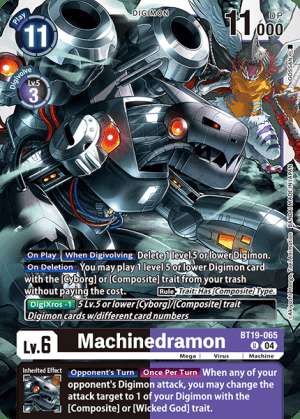 Play
11
DIGIMON
11000
DP
Digivolve
Lv.5
3
On Play When Digivolving Delete 1 level 5 or lower Digimon.
On Deletion You may play 1 level 5 or lower Digimon card
with the [Cyborg] or [Composite] trait from your trash
without paying the cost.
Rule Trait: Has [Composite] Type.
DigiXros -1 5 Lv.5 or lower [Cyborg]/[Composite] trait
Digimon cards w/different card numbers
BT19-065
Lv.6
Machinedramon
R 04
Mega Virus Machine
Inherited Effect
Opponent's Turn Once Per Turn When any of your
opponent's Digimon attack, you may change the
attack target to 1 of your Digimon with the
[Composite] or [Wicked God] trait.